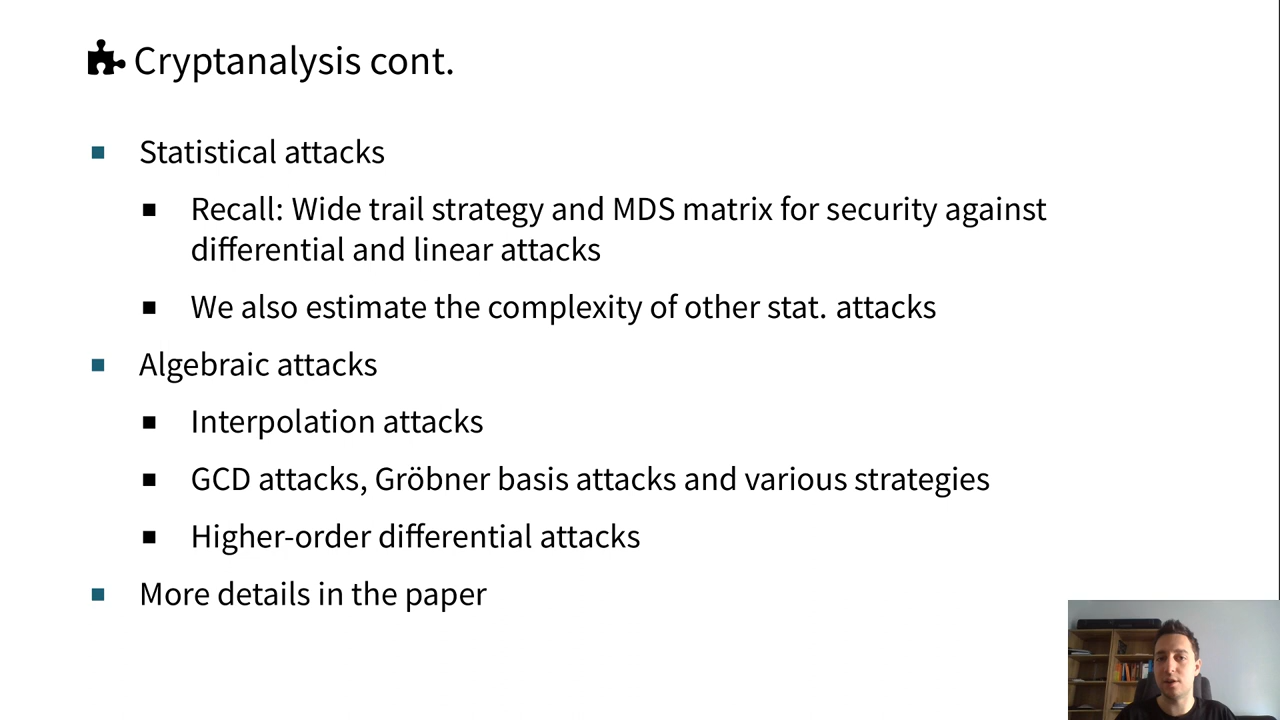 Cryptanalysis cont.
Statistical attacks
Recall: Wide trail strategy and MDS matrix for security against
differential and linear attacks
We also estimate the complexity of other stat. attacks
Algebraic attacks
Interpolation attacks
GCD attacks, Gröbner basis attacks and various strategies
Higher-order differential attacks
More details in the paper